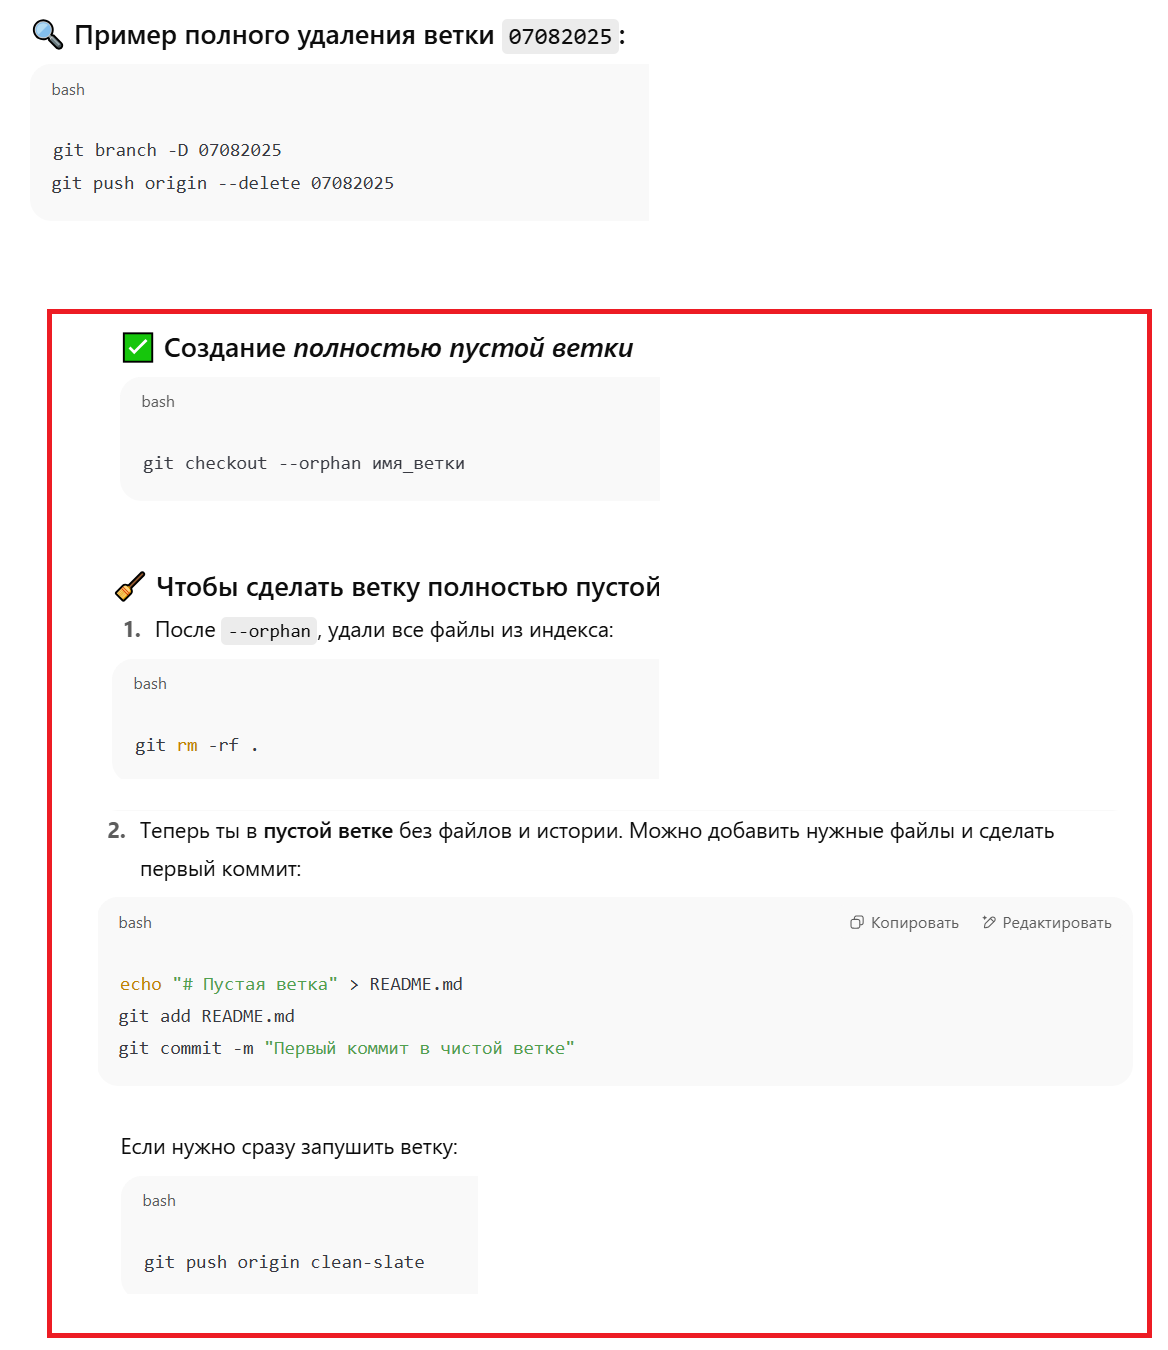 Пример полного удаления ветки 07082025:
bash
git branch -D 07082025
git push origin --delete 07082025
Создание полностью пустой ветки
bash
git checkout --orphan имя_ветки
Чтобы сделать ветку полностью пустой
1. После --orphan, удали все файлы из индекса:
bash
git rm -rf .
2. Теперь ты в пустой ветке без файлов и истории. Можно добавить нужные файлы и сделать
первый коммит:
bash Копировать Редактировать
echo "# Пустая ветка" > README.md
git add README.md
git commit -m "Первый коммит в чистой ветке"
Если нужно сразу запушить ветку:
bash
git push origin clean-slate